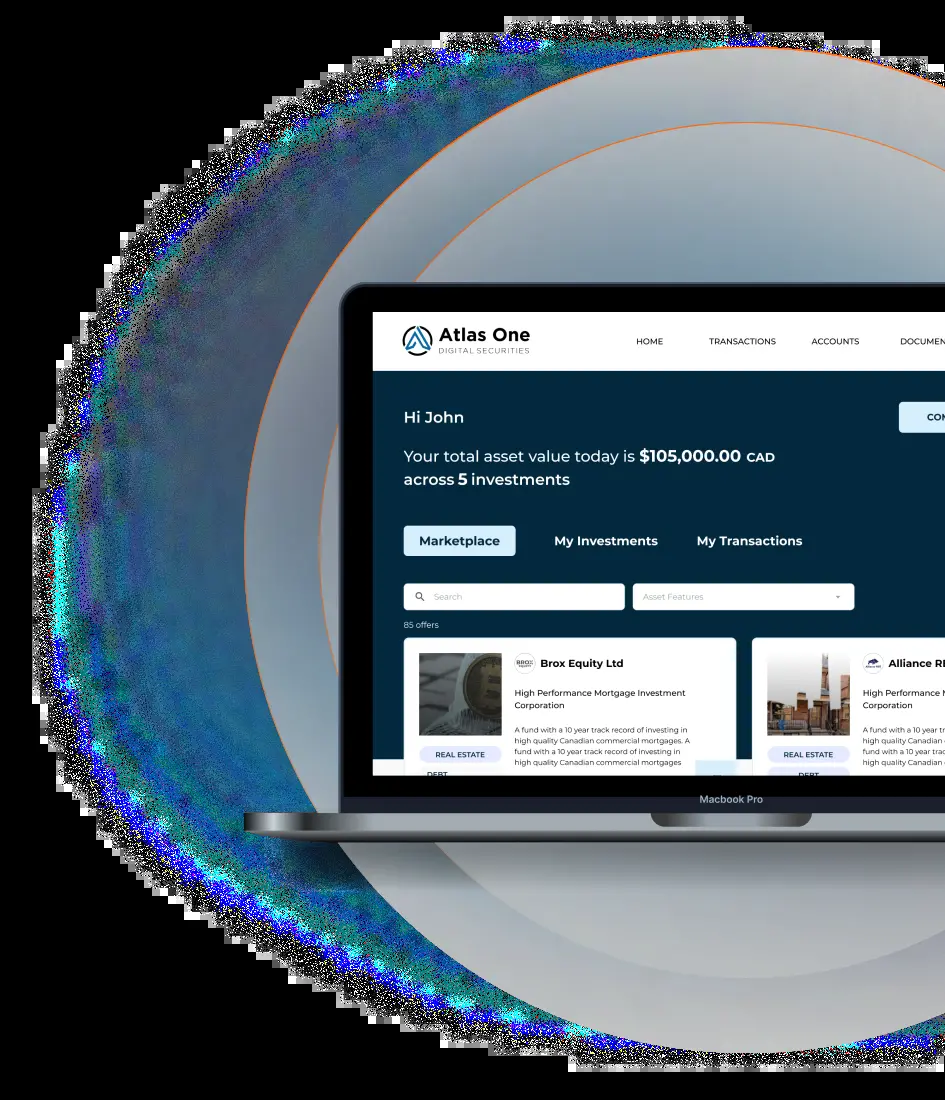 Atlas One
DIGITAL SECURITIES
HOME
TRANSACTIONS
ACCOUNTS
DOCUMEN
Hi John
CON
Your total asset value today is $105,000.00 CAD
across 5 investments
Marketplace
My Investments
My Transactions
Search
Asset Features
85 offers
BROX
Brox Equity Ltd
High Performance Mortgage Investment
Corporation
A fund with a 10 year track record of investing in
high quality Canadian commercial mortgages. A
fund with a 10 year track record of investing in
high quality Canadian commercial mortgages
REAL ESTATE
DEBT
Alliance RE
High Performance M
Corporation
A fund with a 10 year tr
high quality Canadian
fund with a 10 year trac
high quality Canadian c
REAL ESTATE
DEBT
Macbook Pro